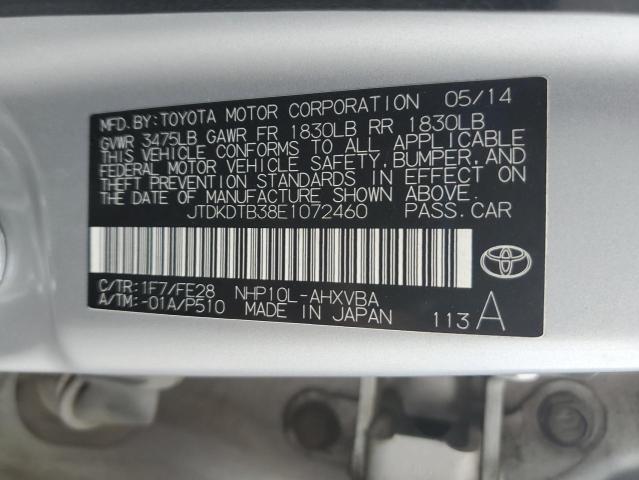 MFD.BY:TOYOTA MOTOR CORPORATION 05/14
GVWR 3475LB GAWR FR 1830LB RR 1830LB
THIS VEHICLE CONFORMS TO ALL APPLICABLE
FEDERAL MOTOR VEHICLE SAFETY,BUMPER,AND
THEFT PREVENTION STANDARDS IN EFFECT ON
THE DATE OF MANUFACTURE SHOWN ABOVE.
JTDKDTB38E1072460 PASS.CAR
C/TR:1F7/FE28 NHP10L-AHXVBA
A/TM:-01A/P510 MADE IN JAPAN 113 A